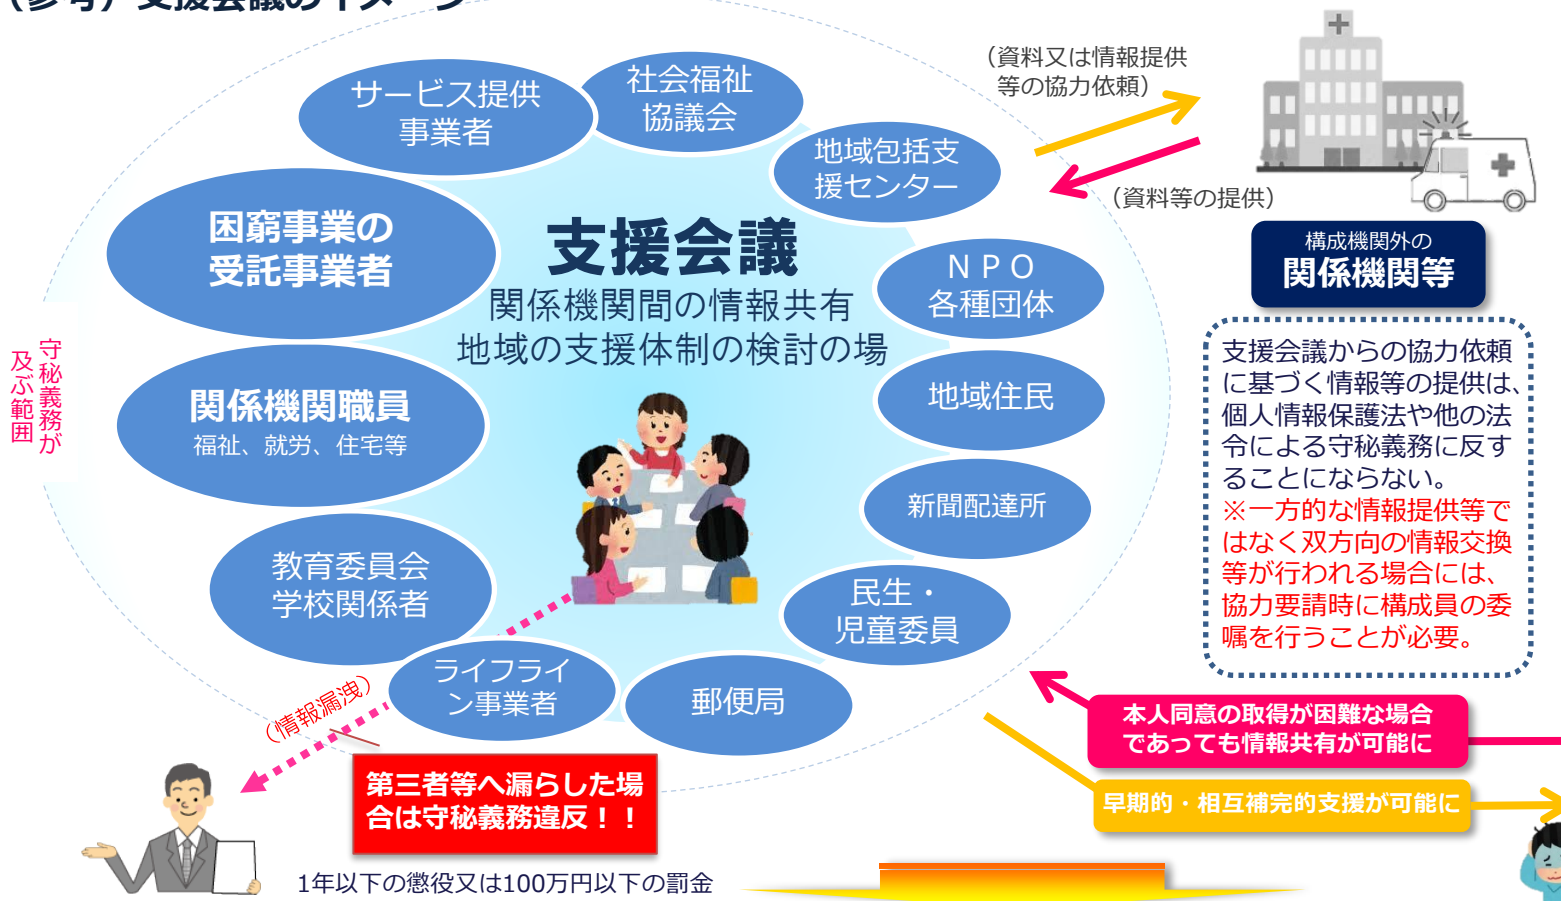 （参考）支援会議のイメージ
サービス提供
事業者
社会福祉
協議会
地域包括支
援センター
困窮事業の
受託事業者
支援会議
関係機関間の情報共有
地域の支援体制の検討の場
ＮＰＯ
各種団体
関係機関職員
福祉、就労、住宅等
地域住民
新聞配達所
教育委員会
学校関係者
民生・
児童委員
ライフライ
ン事業者
郵便局
守秘義務が
及ぶ範囲
（資料又は情報提供
等の協力依頼）
（資料等の提供）
構成機関外の
関係機関等
支援会議からの協力依頼
に基づく情報等の提供は、
個人情報保護法や他の法
令による守秘義務に反す
ることにならない。
※一方的な情報提供等で
はなく双方向の情報交換
等が行われる場合には、
協力要請時に構成員の委
嘱を行うことが必要。
本人同意の取得が困難な場合
であっても情報共有が可能に
早期的・相互補完的支援が可能に
（情報漏洩）
第三者等へ漏らした場
合は守秘義務違反！！
1年以下の懲役又は100万円以下の罰金